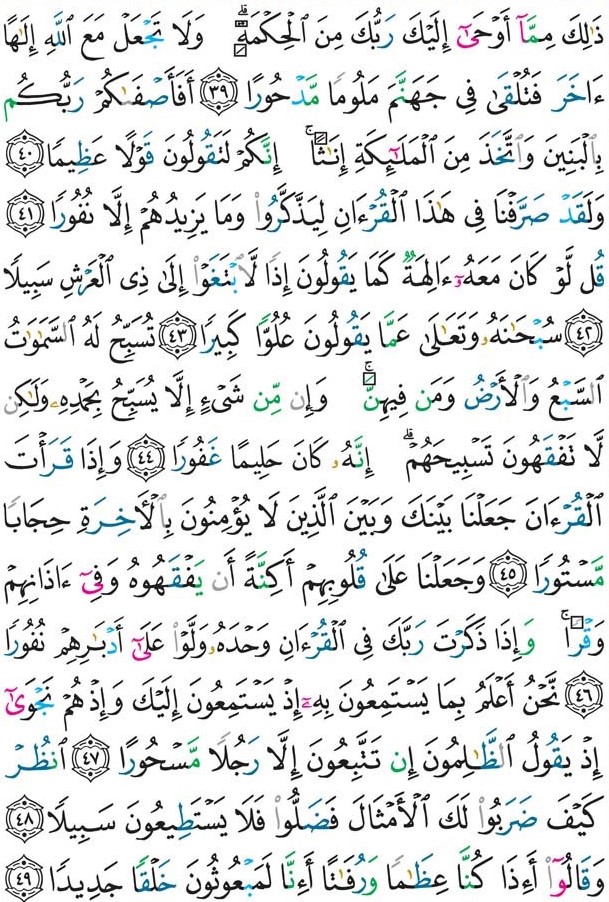 ذَٰلِكَ مِمَّآ أَوْحَىٰٓ إِلَيْكَ رَبُّكَ مِنَ ٱلْحِكْمَةِ ۗ وَلَا تَجْعَلْ مَعَ ٱللَّهِ إِلَٰهًا
ءَاخَرَ فَتُلْقَىٰ فِى جَهَنَّمَ مَلُومًا مَّدْحُورًا ﴿٣٩﴾ أَفَأَصْفَىٰكُمْ رَبُّكُم
بِٱلْبَنِينَ وَٱتَّخَذَ مِنَ ٱلْمَلَٰٓئِكَةِ إِنَٰثًا ۚ إِنَّكُمْ لَتَقُولُونَ قَوْلًا عَظِيمًا ﴿٤٠﴾
وَلَقَدْ صَرَّفْنَا فِى هَٰذَا ٱلْقُرْءَانِ لِيَذَّكَّرُوا۟ وَمَا يَزِيدُهُمْ إِلَّا نُفُورًا ﴿٤١﴾
قُل لَّوْ كَانَ مَعَهُۥٓ ءَالِهَةٌ كَمَا يَقُولُونَ إِذًا لَّٱبْتَغَوْا۟ إِلَىٰ ذِى ٱلْعَرْشِ سَبِيلًا
﴿٤٢﴾ سُبْحَٰنَهُۥ وَتَعَٰلَىٰ عَمَّا يَقُولُونَ عُلُوًّا كَبِيرًا ﴿٤٣﴾ تُسَبِّحُ لَهُ ٱلسَّمَٰوَٰتُ
ٱلسَّبْعُ وَٱلْأَرْضُ وَمَن فِيهِنَّ ۚ وَإِن مِّن شَىْءٍ إِلَّا يُسَبِّحُ بِحَمْدِهِۦ وَلَٰكِن
لَّا تَفْقَهُونَ تَسْبِيحَهُمْ ۗ إِنَّهُۥ كَانَ حَلِيمًا غَفُورًا ﴿٤٤﴾ وَإِذَا قَرَأْتَ
ٱلْقُرْءَانَ جَعَلْنَا بَيْنَكَ وَبَيْنَ ٱلَّذِينَ لَا يُؤْمِنُونَ بِٱلْءَاخِرَةِ حِجَابًا
مَّسْتُورًا ﴿٤٥﴾ وَجَعَلْنَا عَلَىٰ قُلُوبِهِمْ أَكِنَّةً أَن يَفْقَهُوهُ وَفِىٓ ءَاذَانِهِمْ
وَقْرًا ۚ وَإِذَا ذَكَرْتَ رَبَّكَ فِى ٱلْقُرْءَانِ وَحْدَهُۥ وَلَّوْا۟ عَلَىٰٓ أَدْبَٰرِهِمْ نُفُورًا
﴿٤٦﴾ نَّحْنُ أَعْلَمُ بِمَا يَسْتَمِعُونَ بِهِۦٓ إِذْ يَسْتَمِعُونَ إِلَيْكَ وَإِذْ هُمْ نَجْوَىٰٓ
إِذْ يَقُولُ ٱلظَّٰلِمُونَ إِن تَتَّبِعُونَ إِلَّا رَجُلًا مَّسْحُورًا ﴿٤٧﴾ ٱنظُرْ
كَيْفَ ضَرَبُوا۟ لَكَ ٱلْأَمْثَالَ فَضَلُّوا۟ فَلَا يَسْتَطِيعُونَ سَبِيلًا ﴿٤٨﴾
وَقَالُوٓا۟ أَءِذَا كُنَّا عِظَٰمًا وَرُفَٰتًا أَءِنَّا لَمَبْعُوثُونَ خَلْقًا جَدِيدًا ﴿٤٩﴾